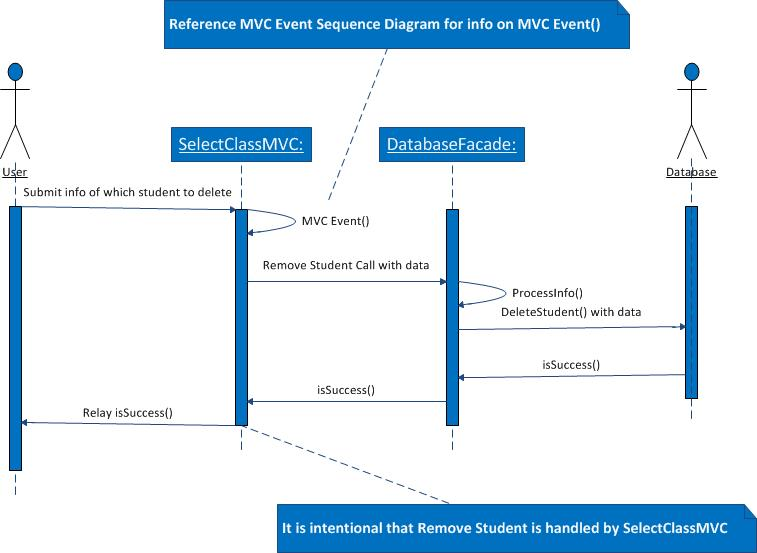 Reference MVC Event Sequence Diagram for info on MVC Event()
SelectClassMVC:
DatabaseFacade:
User
Database
Submit info of which student to delete
MVC Event()
Remove Student Call with data
ProcessInfo()
DeleteStudent() with data
isSuccess()
isSuccess()
Relay isSuccess()
It is intentional that Remove Student is handled by SelectClassMVC